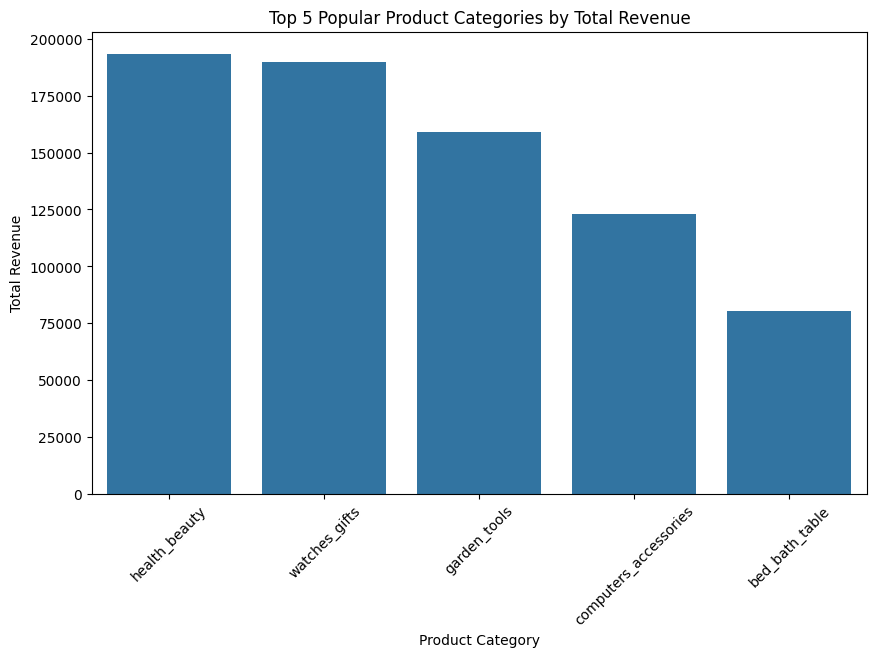 Top 5 Popular Product Categories by Total Revenue
Total Revenue
200000
175000
150000
125000
100000
75000
50000
25000
0
health_beauty
watches_gifts
garden_tools
computers_accessories
bed_bath_table
Product Category